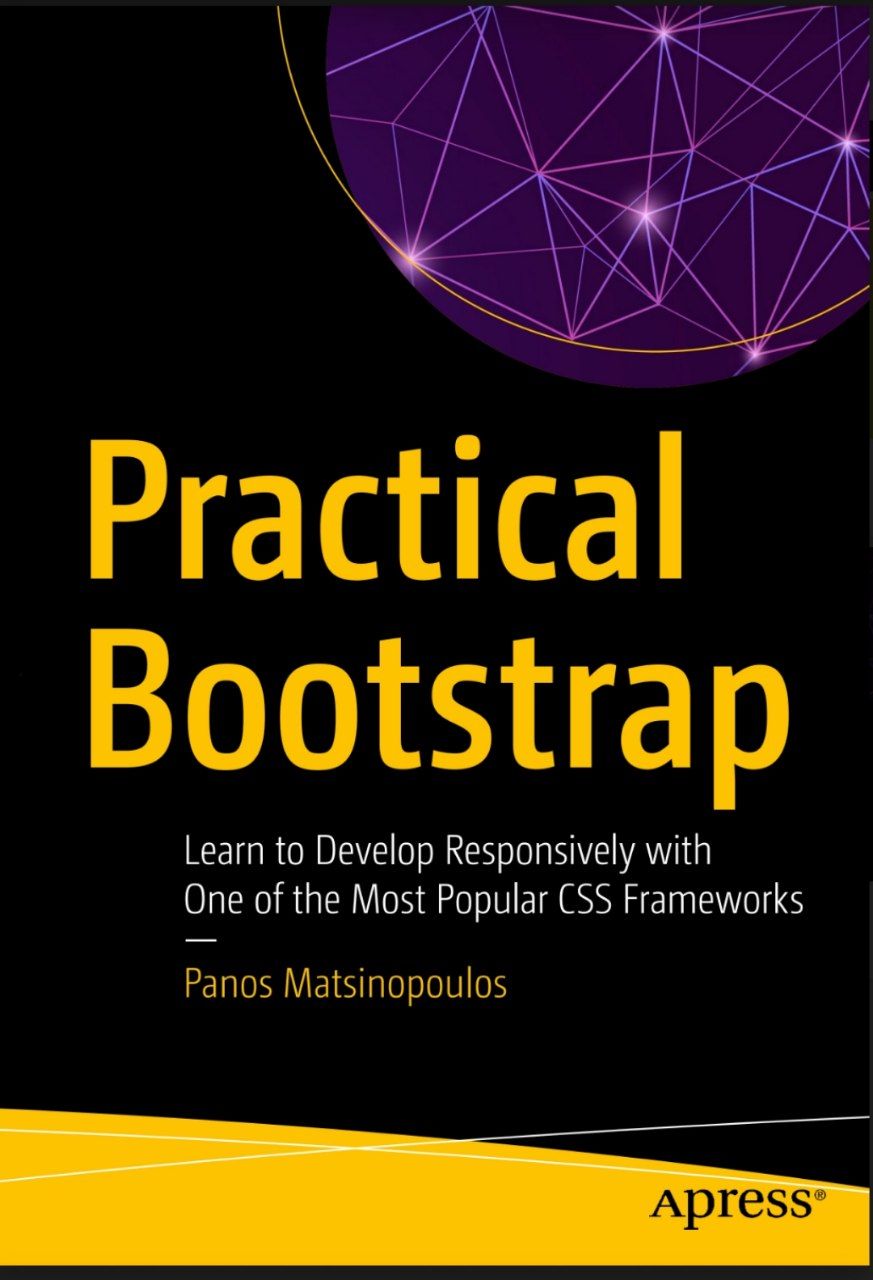 Practical
Bootstrap
Learn to Develop Responsively with
One of the Most Popular CSS Frameworks
—
Panos Matsinopoulos
Apress®